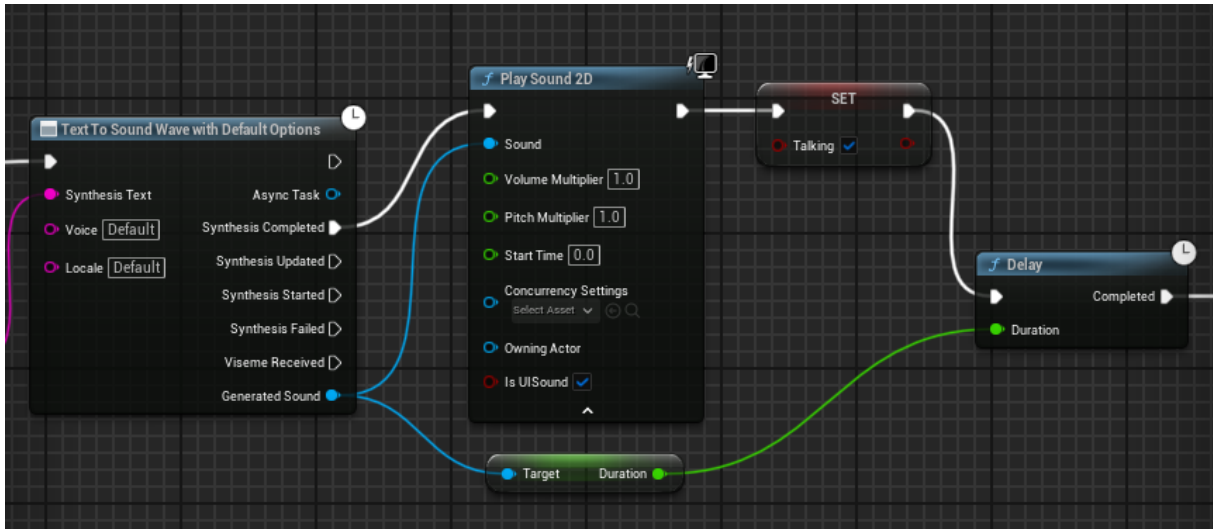 Text To Sound Wave with Default Options
Synthesis Text
Async Task
Voice Default
Synthesis Completed
Locale Default
Synthesis Updated
Synthesis Started
Synthesis Failed
Viseme Received
Generated Sound
f Play Sound 2D
Sound
Volume Multiplier 1.0
Pitch Multiplier 1.0
Start Time 0.0
Concurrency Settings
Select Asset
Owning Actor
Is UISound
Target Duration
SET
Talking
f Delay
Completed
Duration